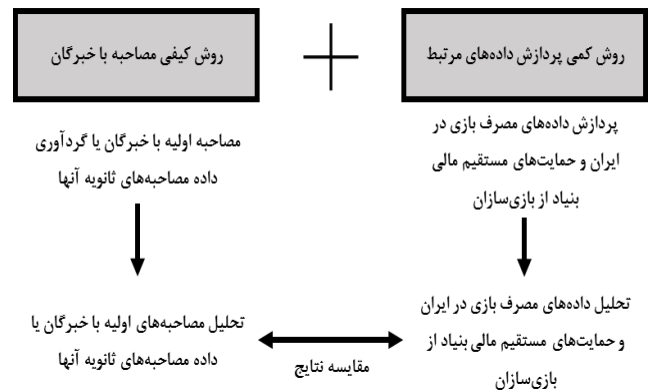 روش کمی پردازش داده‌های مرتبط
روش کیفی مصاحبه با خبرگان
پردازش داده‌های مصرف بازی در
ایران و حمایت‌های مستقیم مالی
بنیاد از بازی‌سازان
مصاحبه اولیه با خبرگان یا گردآوری
داده مصاحبه‌های ثانویه آنها
تحلیل داده‌های مصرف بازی در ایران
و حمایت‌های مستقیم مالی بنیاد از
بازی‌سازان
مقایسه نتایج
تحلیل مصاحبه‌های اولیه با خبرگان یا
داده مصاحبه‌های ثانویه آنها